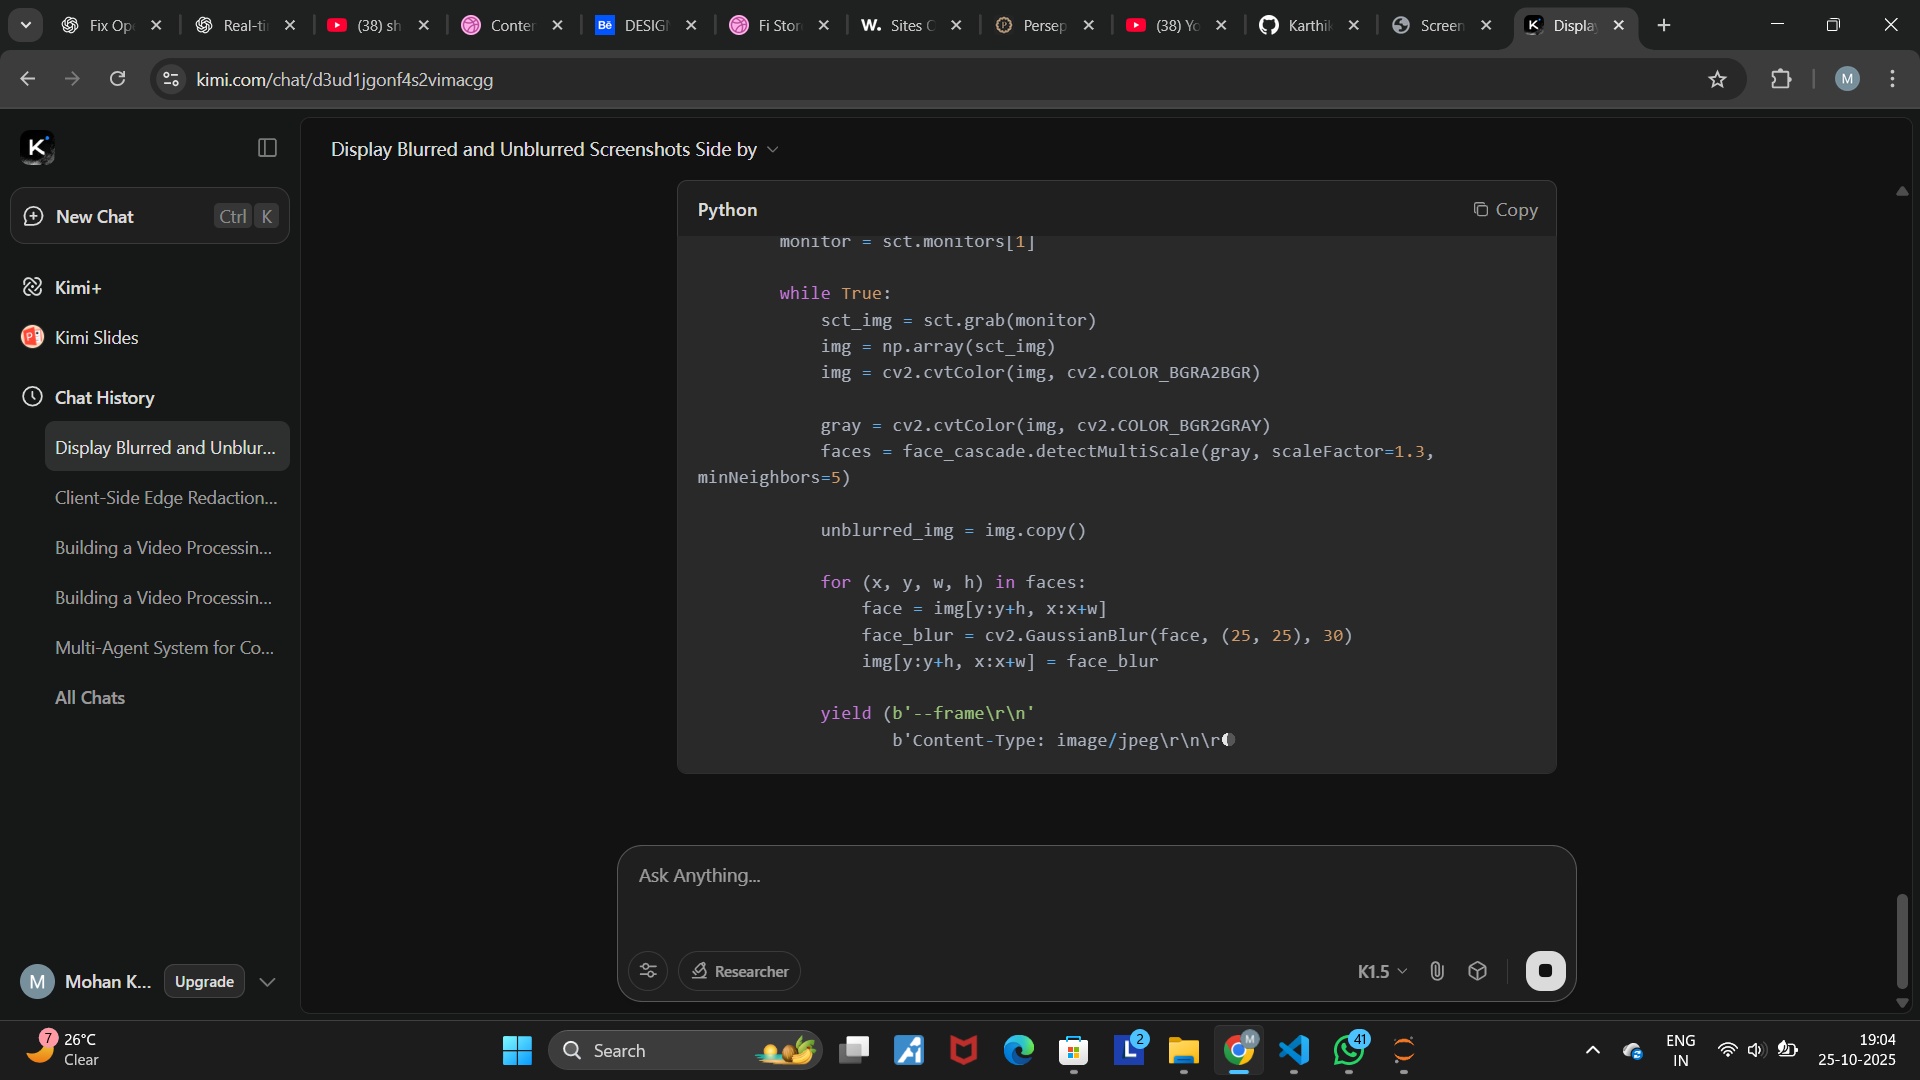 Fix Op
Real-ti
(38) sh
Conter
Bē
DESIGI
Fi Stor
W.
Sites C
Persep
(38) Yo
Karthik
Screen
K
Displa
kimi.com/chat/d3ud1jgonf4s2vimacgg
M
K
Display Blurred and Unblurred Screenshots Side by
New Chat
Ctrl K
Kimi+
Kimi Slides
Chat History
Display Blurred and Unblur...
Client-Side Edge Redaction...
Building a Video Processin...
Building a Video Processin...
Multi-Agent System for Co...
All Chats
Python
Copy
monitor = sct.monitors[1]
while True:
sct_img = sct.grab(monitor)
img = np.array(sct_img)
img = cv2.cvtColor(img, cv2.COLOR_BGRA2BGR)
gray = cv2.cvtColor(img, cv2.COLOR_BGR2GRAY)
faces = face_cascade.detectMultiScale(gray, scaleFactor=1.3,
minNeighbors=5)
unblurred_img = img.copy()
for (x, y, w, h) in faces:
face = img[y:y+h, x:x+w]
face_blur = cv2.GaussianBlur(face, (25, 25), 30)
img[y:y+h, x:x+w] = face_blur
yield (b'--frame\r\n'
b'Content-Type: image/jpeg\r\n\r
Ask Anything...
Researcher
K1.5
M
Mohan K...
Upgrade
7
26°C
Clear
Search
L
2
M
41
ENG
IN
19:04
25-10-2025